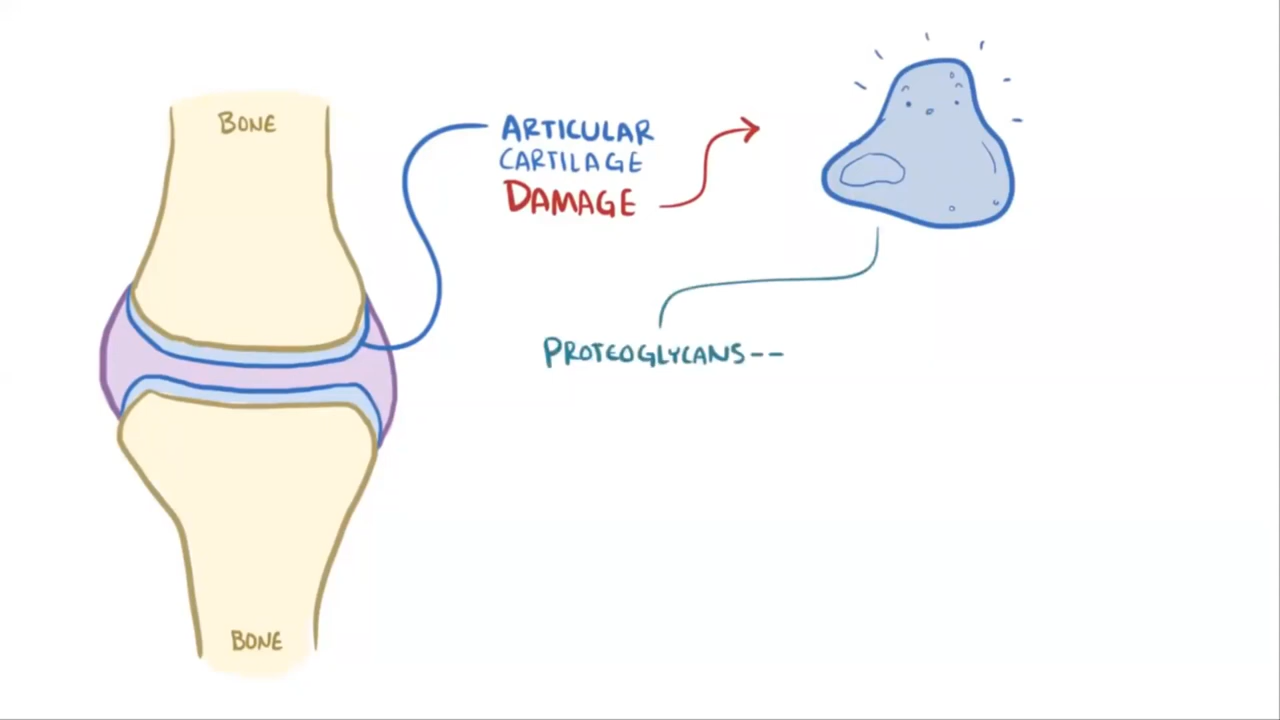 BONE
ARTICULAR
CARTILAGE
DAMAGE
PROTEOGLYCANS--
BONE